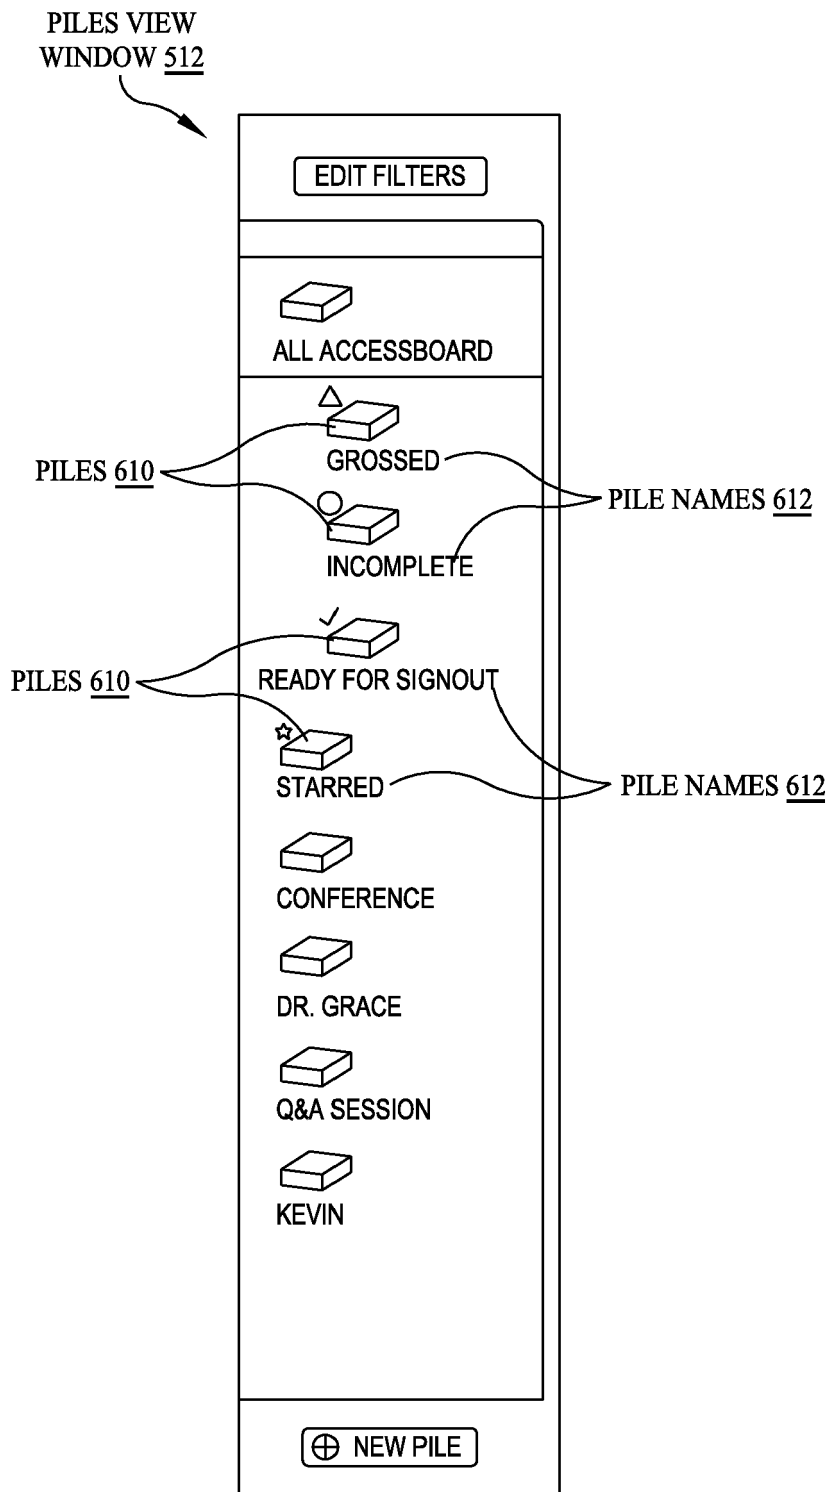 PILES VIEW
WINDOW 512
EDIT FILTERS
ALL ACCESSBOARD
GROSSED
PILES 610
PILE NAMES 612
INCOMPLETE
READY FOR SIGNOUT
PILES 610
STARRED
PILE NAMES 612
CONFERENCE
DR. GRACE
Q&A SESSION
KEVIN
NEW PILE